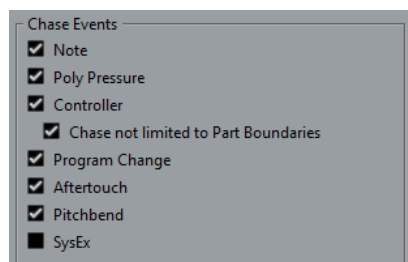 Chase Events
Note
Poly Pressure
Controller
Chase not limited to Part Boundaries
Program Change
Aftertouch
Pitchbend
SysEx